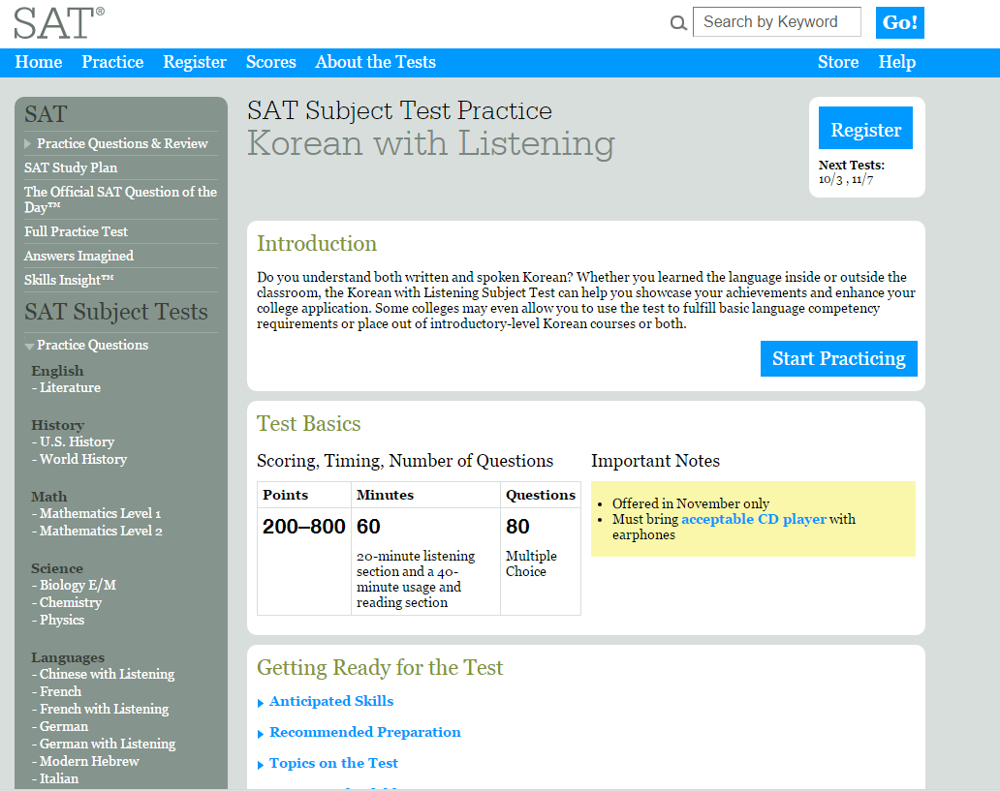 SAT®
Search by Keyword
Go!
Home Practice Register Scores About the Tests Store Help
SAT
Practice Questions & Review
SAT Study Plan
The Official SAT Question of the
Day™
Full Practice Test
Answers Imagined
Skills Insight™
SAT Subject Tests
Practice Questions
English
- Literature
History
- U.S. History
- World History
Math
- Mathematics Level 1
- Mathematics Level 2
Science
- Biology E/M
- Chemistry
- Physics
Languages
- Chinese with Listening
- French
- French with Listening
- German
- German with Listening
- Modern Hebrew
- Italian
SAT Subject Test Practice
Korean with Listening
Register
Next Tests:
10/3 , 11/7
Introduction
Do you understand both written and spoken Korean? Whether you learned the language inside or outside the
classroom, the Korean with Listening Subject Test can help you showcase your achievements and enhance your
college application. Some colleges may even allow you to use the test to fulfill basic language competency
requirements or place out of introductory-level Korean courses or both.
Start Practicing
Test Basics
Scoring, Timing, Number of Questions
Points Minutes Questions
200–800 60 80
20-minute listening
section and a 40-
minute usage and
reading section
Multiple
Choice
Important Notes
• Offered in November only
• Must bring acceptable CD player with
earphones
Getting Ready for the Test
Anticipated Skills
Recommended Preparation
Topics on the Test